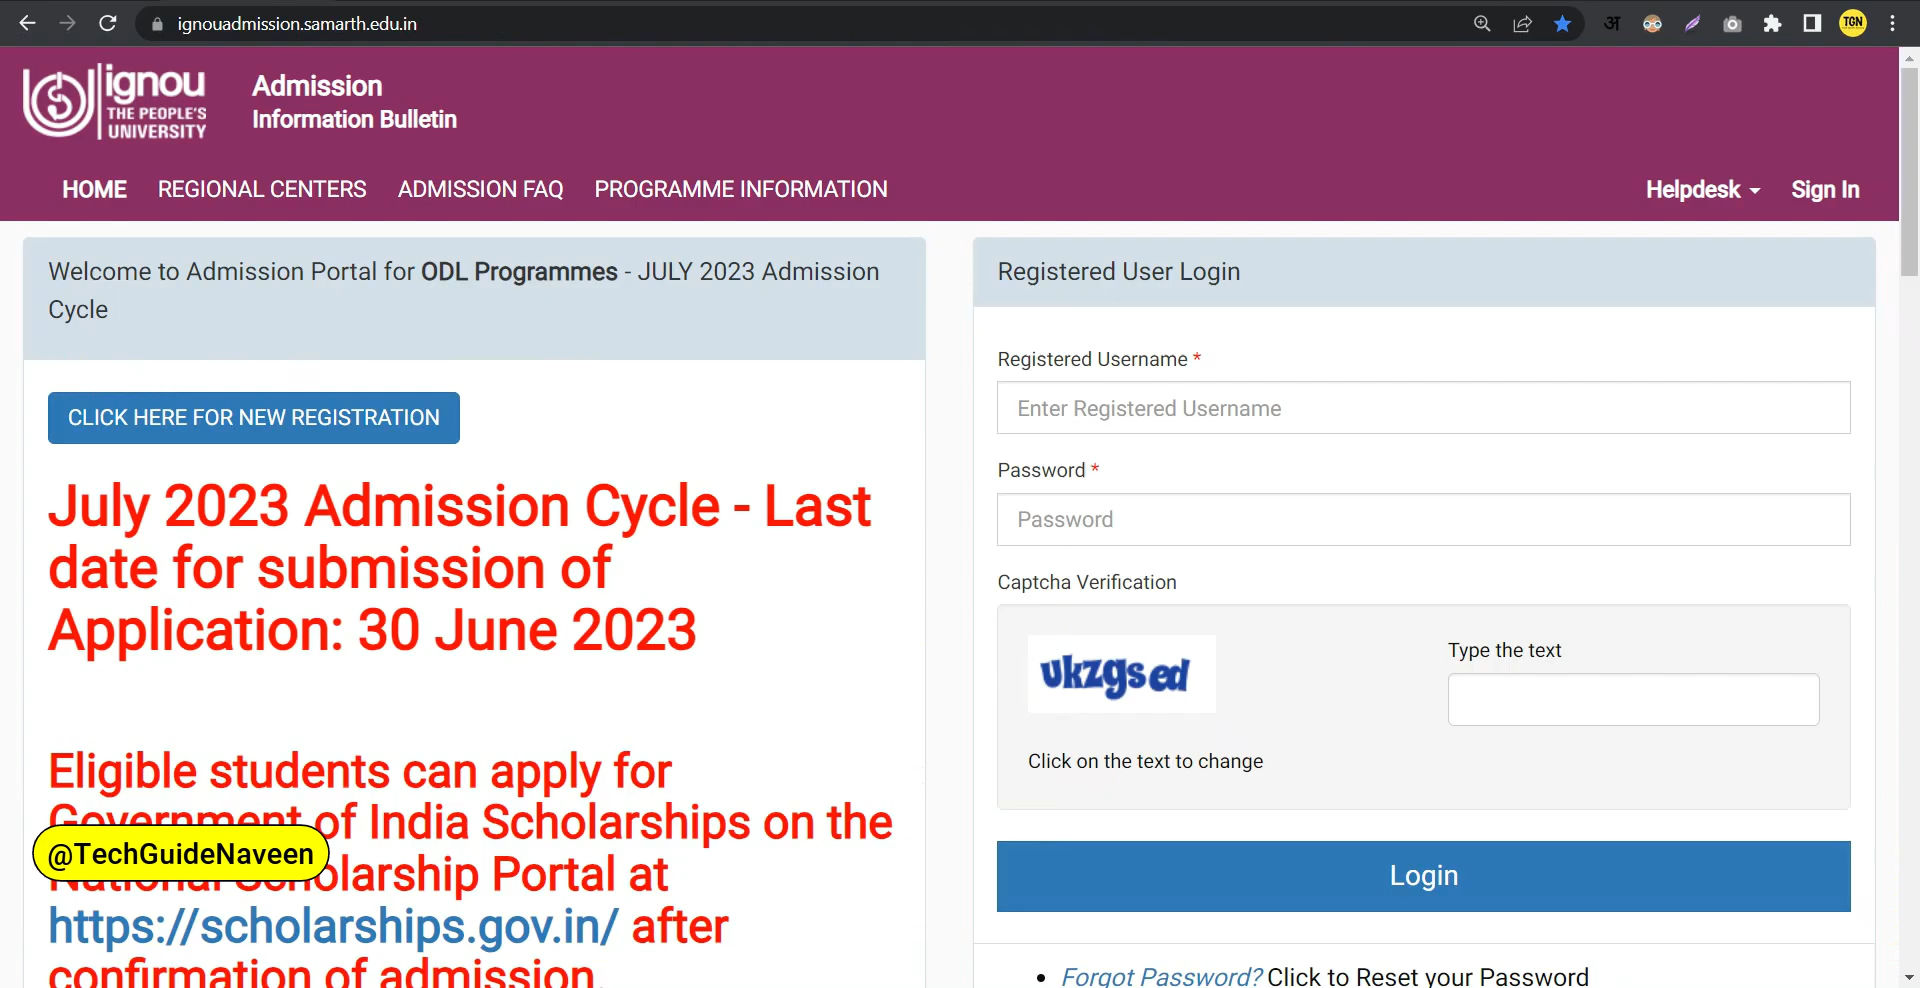 ignouadmission.samarth.edu.in
अ
TGN
ignou
THE PEOPLE'S
UNIVERSITY
Admission
Information Bulletin
HOME REGIONAL CENTERS ADMISSION FAQ PROGRAMME INFORMATION Helpdesk Sign In
Welcome to Admission Portal for ODL Programmes - JULY 2023 Admission
Cycle
CLICK HERE FOR NEW REGISTRATION
July 2023 Admission Cycle - Last
date for submission of
Application: 30 June 2023
Eligible students can apply for
Government of India Scholarships on the
National Scholarship Portal at
https://scholarships.gov.in/ after
confirmation of admission.
@TechGuideNaveen
Registered User Login
Registered Username *
Enter Registered Username
Password *
Password
Captcha Verification
ukzgsed
Type the text
Click on the text to change
Login
• Forgot Password? Click to Reset your Password